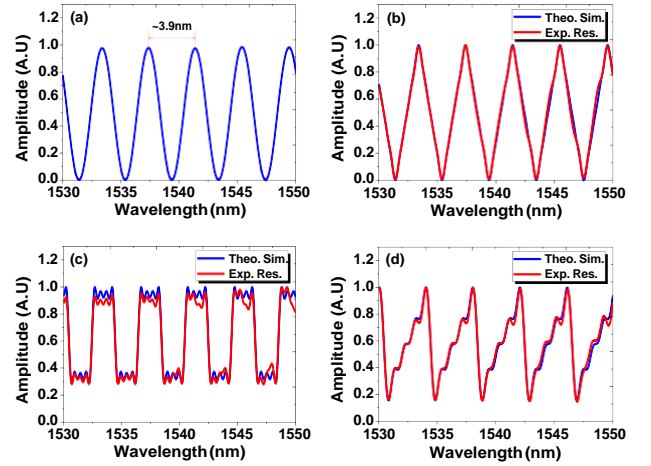 (a)
~3.9nm
Amplitude (A.U)
1.2
1.0
0.8
0.6
0.4
0.2
0.0
1530 1535 1540 1545 1550
Wavelength (nm)
(b)
Theo. Sim.
Exp. Res.
Amplitude (A.U)
1.2
1.0
0.8
0.6
0.4
0.2
0.0
1530 1535 1540 1545 1550
Wavelength (nm)
(c)
Theo. Sim.
Exp. Res.
Amplitude (A.U)
1.2
1.0
0.8
0.6
0.4
0.2
0.0
1530 1535 1540 1545 1550
Wavelength (nm)
(d)
Theo. Sim.
Exp. Res.
Amplitude (A.U)
1.2
1.0
0.8
0.6
0.4
0.2
0.0
1530 1535 1540 1545 1550
Wavelength (nm)